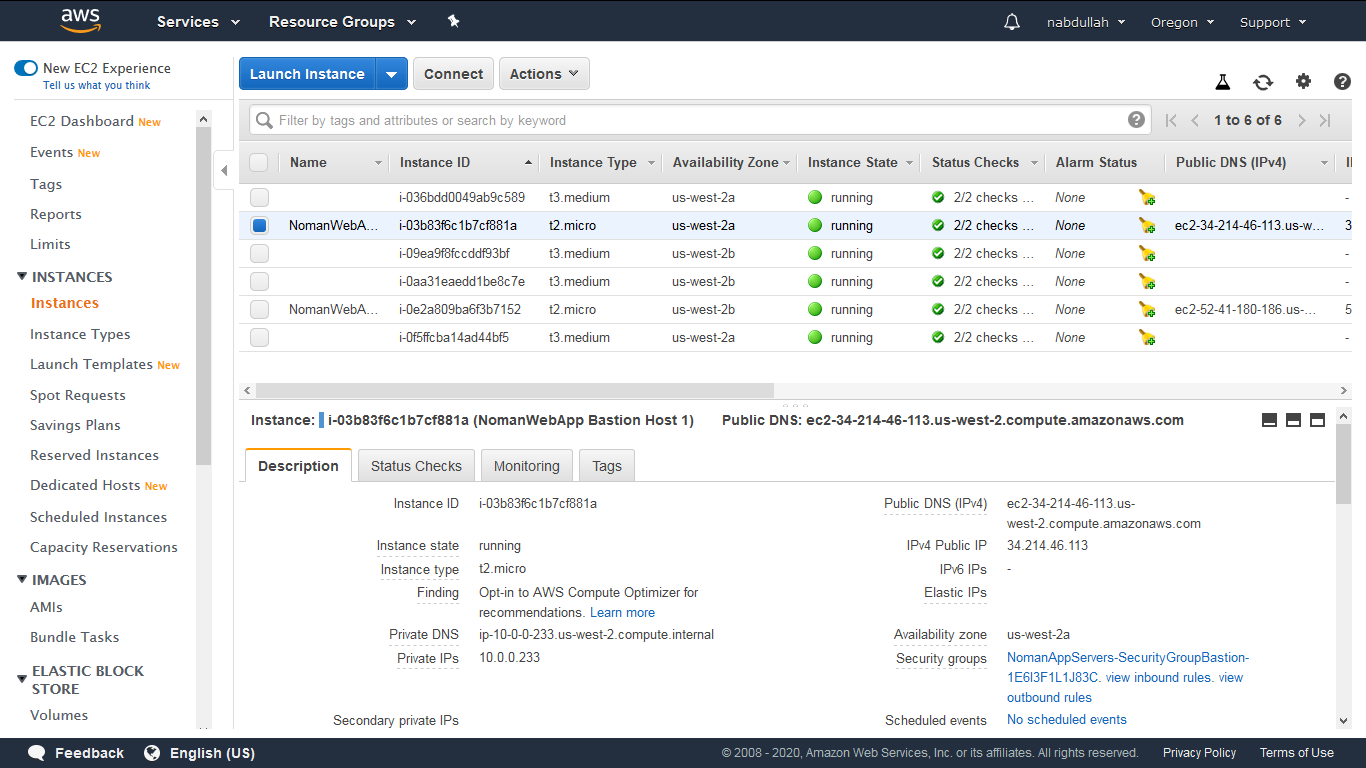 aws Services Resource Groups nabdullah Oregon Support
New EC2 Experience
Tell us what you think
EC2 Dashboard New
Events New
Tags
Reports
Limits
INSTANCES
Instances
Instance Types
Launch Templates New
Spot Requests
Savings Plans
Reserved Instances
Dedicated Hosts New
Scheduled Instances
Capacity Reservations
IMAGES
AMIs
Bundle Tasks
ELASTIC BLOCK
STORE
Volumes
Launch Instance Connect Actions
Filter by tags and attributes or search by keyword 1 to 6 of 6
Name Instance ID Instance Type Availability Zone Instance State Status Checks Alarm Status Public DNS (IPv4)
i-036bdd0049ab9c589 t3.medium us-west-2a running 2/2 checks ... None -
NomanWebA... i-03b83f6c1b7cf881a t2.micro us-west-2a running 2/2 checks ... None ec2-34-214-46-113.us-w... 3
i-09ea9f8fccddf93bf t3.medium us-west-2b running 2/2 checks ... None -
i-0aa31eaedd1be8c7e t3.medium us-west-2b running 2/2 checks ... None -
NomanWebA... i-0e2a809ba6f3b7152 t2.micro us-west-2b running 2/2 checks ... None ec2-52-41-180-186.us-... 5
i-0f5ffcba14ad44bf5 t3.medium us-west-2a running 2/2 checks ... None -
Instance: i-03b83f6c1b7cf881a (NomanWebApp Bastion Host 1) Public DNS: ec2-34-214-46-113.us-west-2.compute.amazonaws.com
Description Status Checks Monitoring Tags
Instance ID i-03b83f6c1b7cf881a
Instance state running
Instance type t2.micro
Finding Opt-in to AWS Compute Optimizer for
recommendations. Learn more
Private DNS ip-10-0-0-233.us-west-2.compute.internal
Private IPs 10.0.0.233
Secondary private IPs
Public DNS (IPv4) ec2-34-214-46-113.us-
west-2.compute.amazonaws.com
IPv4 Public IP 34.214.46.113
IPv6 IPs -
Elastic IPs
Availability zone us-west-2a
Security groups NomanAppServers-SecurityGroupBastion-
1E6I3F1L1J83C. view inbound rules. view
outbound rules
Scheduled events No scheduled events
Feedback English (US) © 2008 - 2020, Amazon Web Services, Inc. or its affiliates. All rights reserved. Privacy Policy Terms of Use